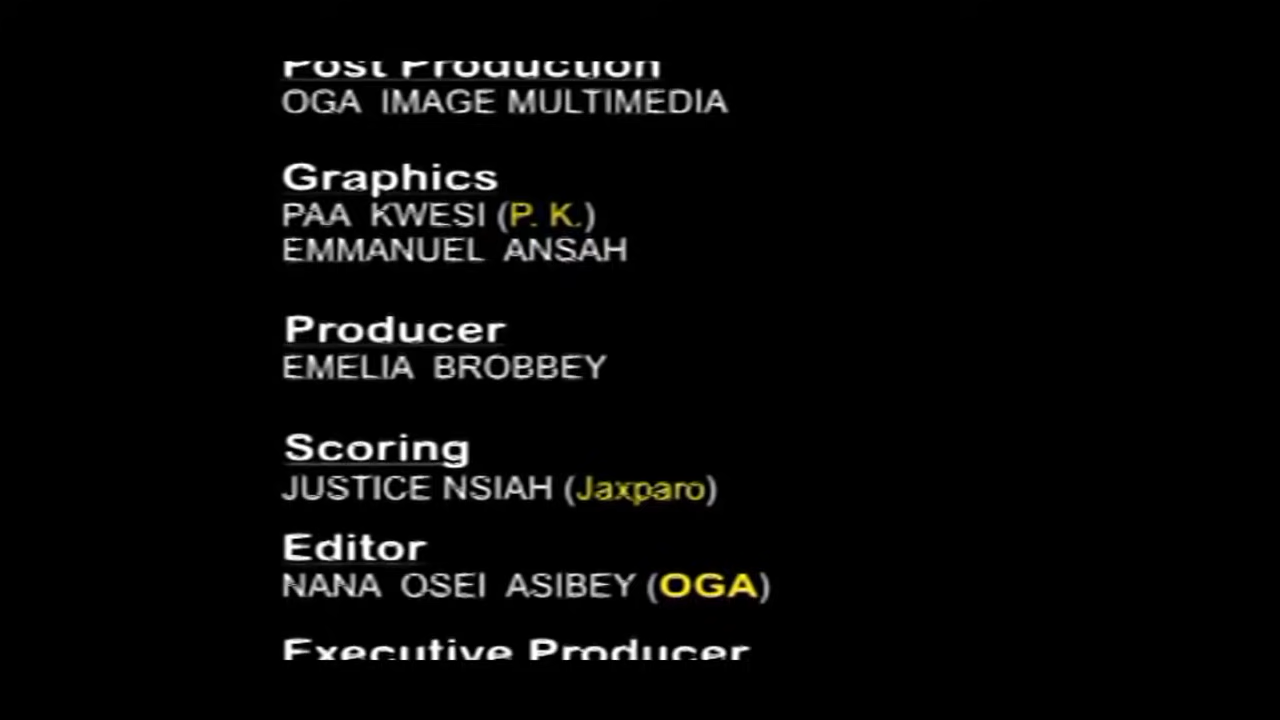 Post Production
OGA IMAGE MULTIMEDIA
Graphics
PAA KWESI (P. K.)
EMMANUEL ANSAH
Producer
EMELIA BROBBEY
Scoring
JUSTICE NSIAH (Jaxparo)
Editor
NANA OSEI ASIBEY (OGA)
Executive Producer